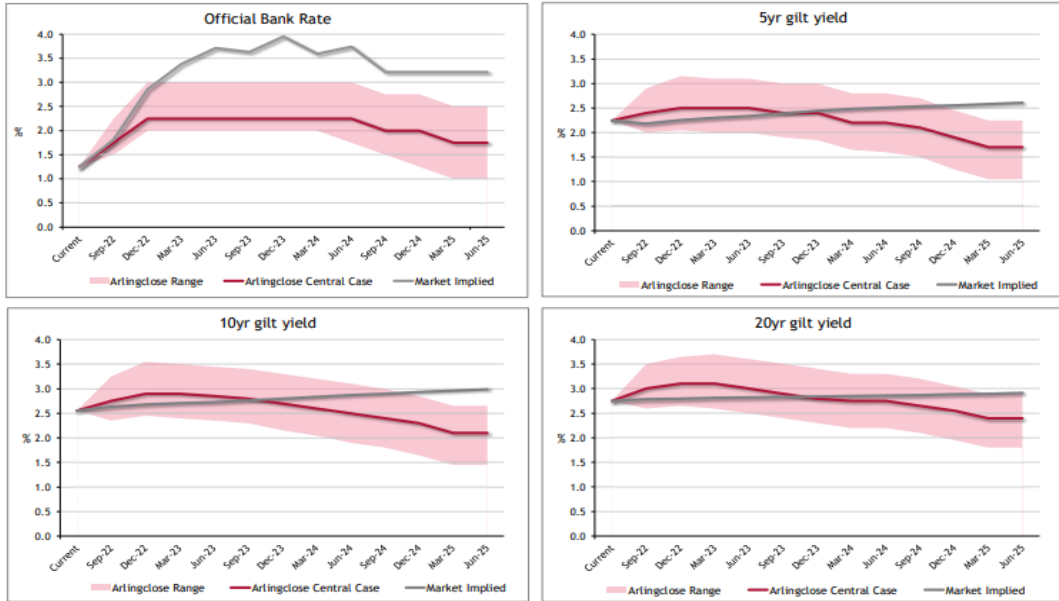 Official Bank Rate
4.0
3.5
3.0
2.5
2.0
1.5
1.0
0.5
0.0
%
Current
Sep-22
Dec-22
Mar-23
Jun-23
Sep-23
Dec-23
Mar-24
Jun-24
Sep-24
Dec-24
Mar-25
Jun-25
Arlingclose Range
Arlingclose Central Case
Market Implied
5yr gilt yield
4.0
3.5
3.0
2.5
2.0
1.5
1.0
0.5
0.0
%
Current
Sep-22
Dec-22
Mar-23
Jun-23
Sep-23
Dec-23
Mar-24
Jun-24
Sep-24
Dec-24
Mar-25
Jun-25
Arlingclose Range
Arlingclose Central Case
Market Implied
10yr gilt yield
4.0
3.5
3.0
2.5
2.0
1.5
1.0
0.5
0.0
%
Current
Sep-22
Dec-22
Mar-23
Jun-23
Sep-23
Dec-23
Mar-24
Jun-24
Sep-24
Dec-24
Mar-25
Jun-25
Arlingclose Range
Arlingclose Central Case
Market Implied
20yr gilt yield
4.0
3.5
3.0
2.5
2.0
1.5
1.0
0.5
0.0
%
Current
Sep-22
Dec-22
Mar-23
Jun-23
Sep-23
Dec-23
Mar-24
Jun-24
Sep-24
Dec-24
Mar-25
Jun-25
Arlingclose Range
Arlingclose Central Case
Market Implied